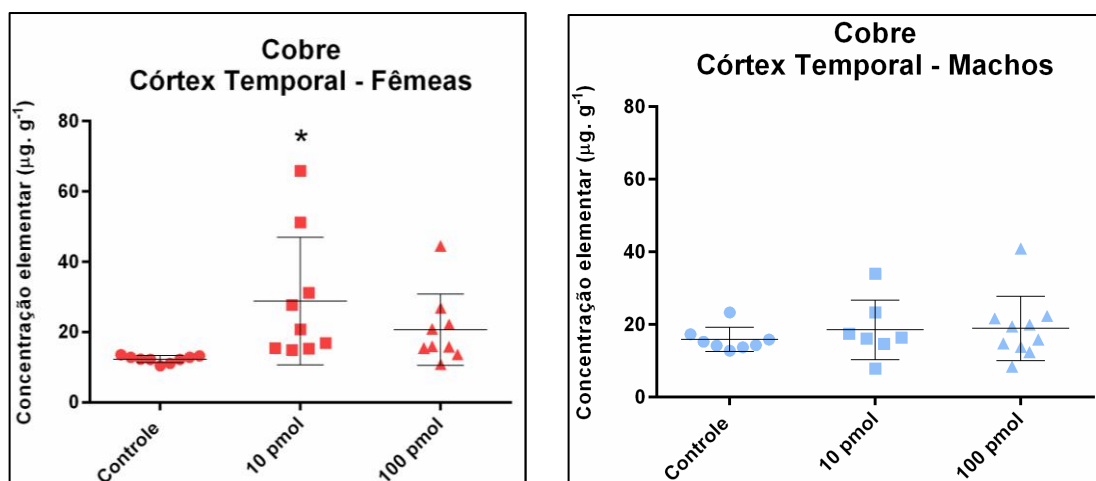 Cobre
Córtex Temporal - Fêmeas
Concentração elementar (μg. g⁻¹)
80
60
40
20
0
*
Controle
10 pmol
100 pmol
Cobre
Córtex Temporal - Machos
Concentração elementar (μg. g⁻¹)
80
60
40
20
0
Controle
10 pmol
100 pmol